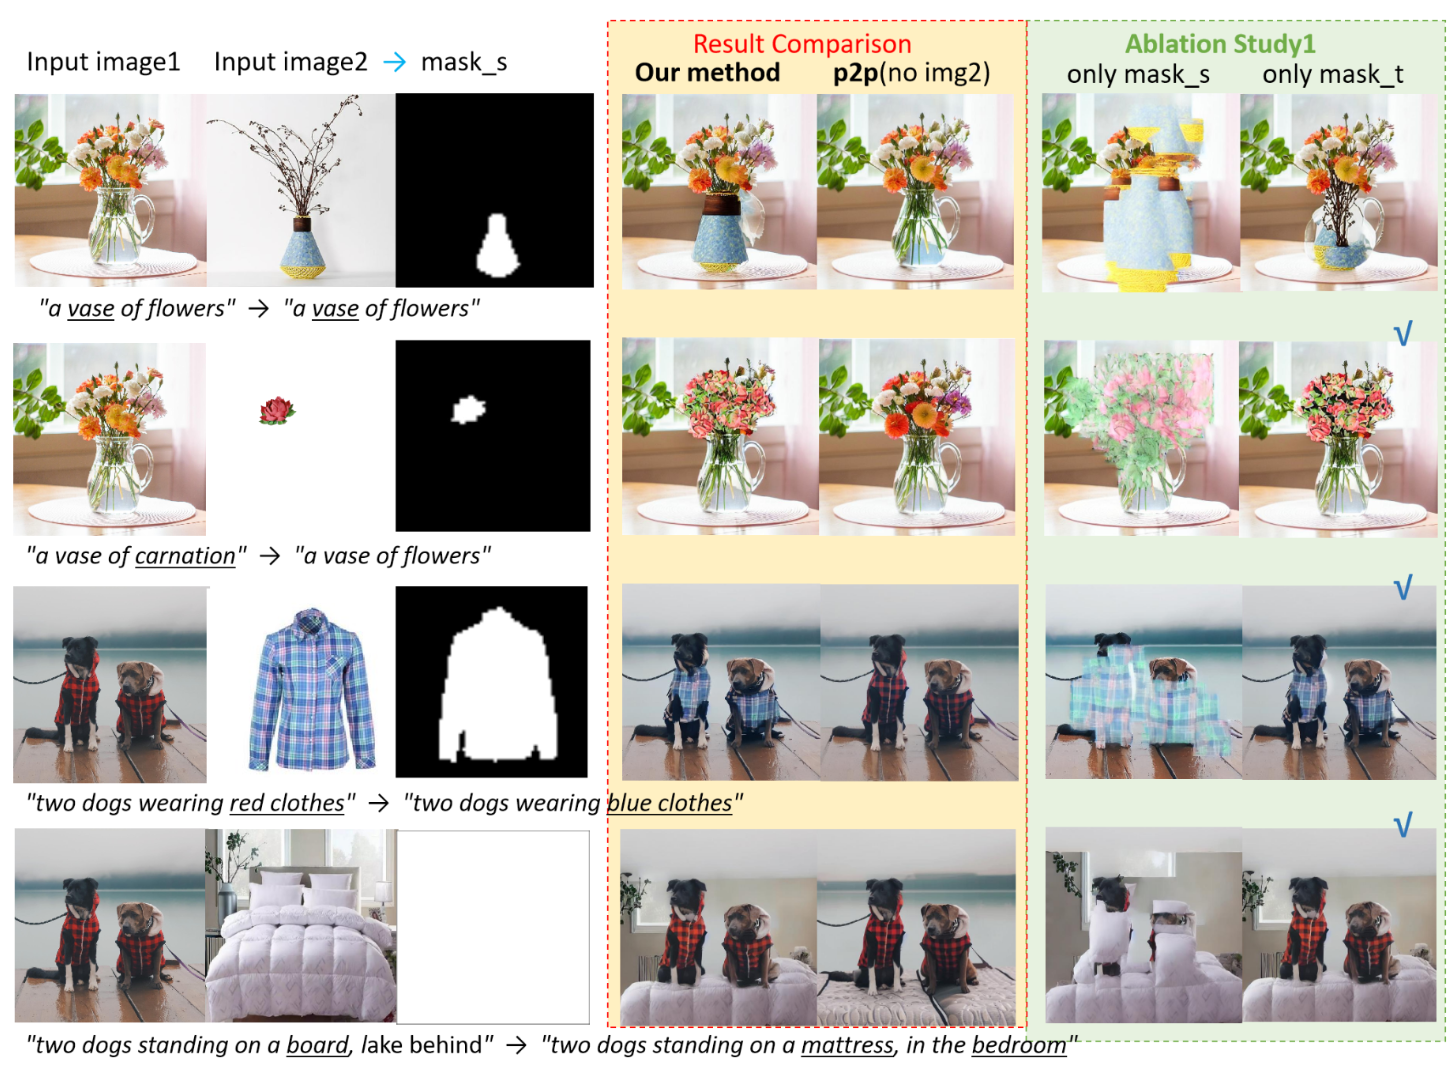 Result Comparison
Ablation Study1
Input image1 Input image2 → mask_s
Our method p2p(no img2)
only mask_s only mask_t
"a vase of flowers" → "a vase of flowers"
√
"a vase of carnation" → "a vase of flowers"
√
"two dogs wearing red clothes" → "two dogs wearing blue clothes"
√
"two dogs standing on a board, lake behind" → "two dogs standing on a mattress, in the bedroom"